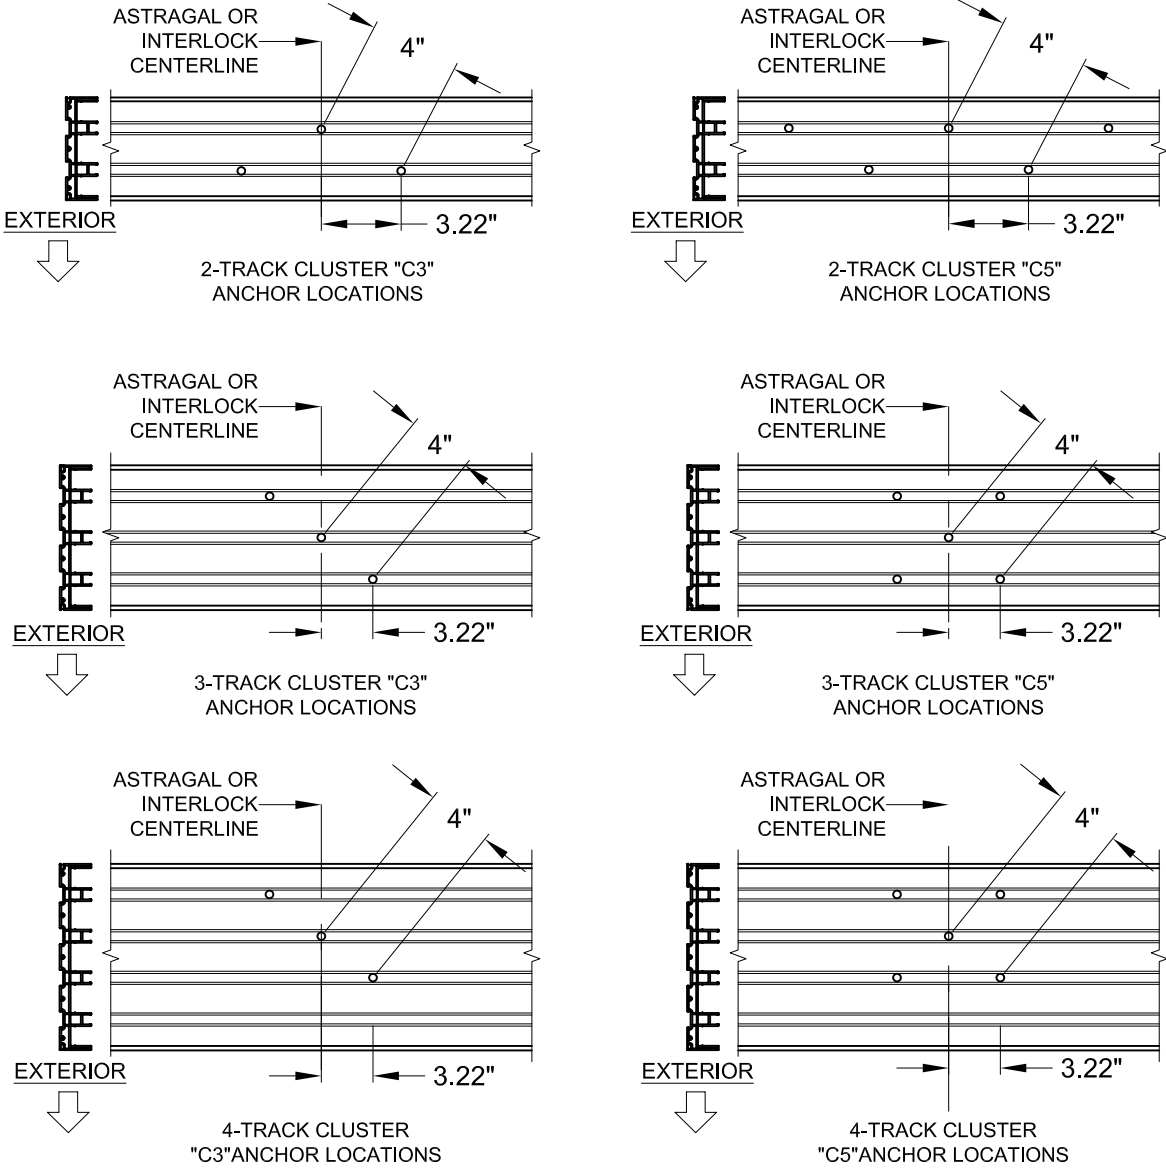 ASTRAGAL OR
INTERLOCK
CENTERLINE
4"
EXTERIOR
3.22"
2-TRACK CLUSTER "C3"
ANCHOR LOCATIONS
ASTRAGAL OR
INTERLOCK
CENTERLINE
4"
EXTERIOR
3.22"
2-TRACK CLUSTER "C5"
ANCHOR LOCATIONS
ASTRAGAL OR
INTERLOCK
CENTERLINE
4"
EXTERIOR
3.22"
3-TRACK CLUSTER "C3"
ANCHOR LOCATIONS
ASTRAGAL OR
INTERLOCK
CENTERLINE
4"
EXTERIOR
3.22"
3-TRACK CLUSTER "C5"
ANCHOR LOCATIONS
ASTRAGAL OR
INTERLOCK
CENTERLINE
4"
EXTERIOR
3.22"
4-TRACK CLUSTER
"C3"ANCHOR LOCATIONS
ASTRAGAL OR
INTERLOCK
CENTERLINE
4"
EXTERIOR
3.22"
4-TRACK CLUSTER
"C5"ANCHOR LOCATIONS